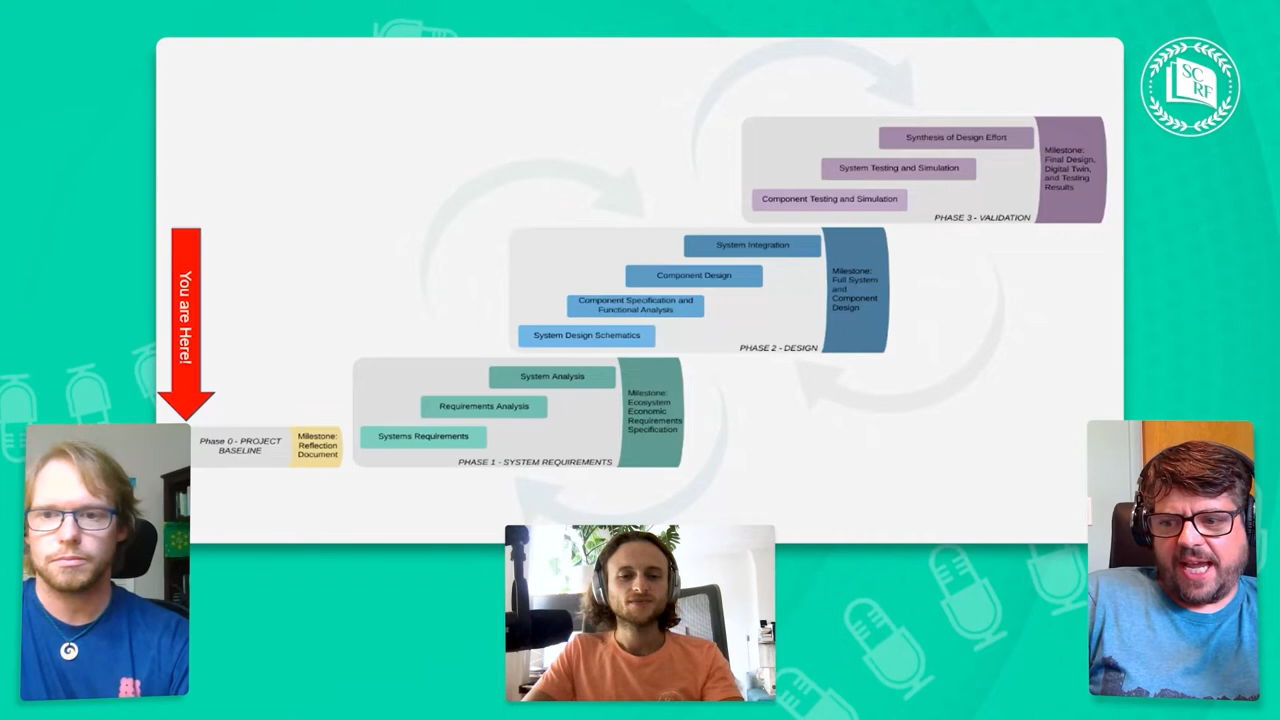 SC
RF
Synthesis of Design Effort
System Testing and Simulation
Component Testing and Simulation
PHASE 3 - VALIDATION
Milestone:
Final Design,
Digital Twin,
and Testing
Results
System Integration
Component Design
Component Specification and
Functional Analysis
System Design Schematics
PHASE 2 - DESIGN
Milestone:
Full System
and
Component
Design
You are Here!
System Analysis
Requirements Analysis
Systems Requirements
PHASE 1 - SYSTEM REQUIREMENTS
Milestone:
Ecosystem
Economic
Requirements
Specification
Phase 0 - PROJECT
BASELINE
Milestone:
Reflection
Document